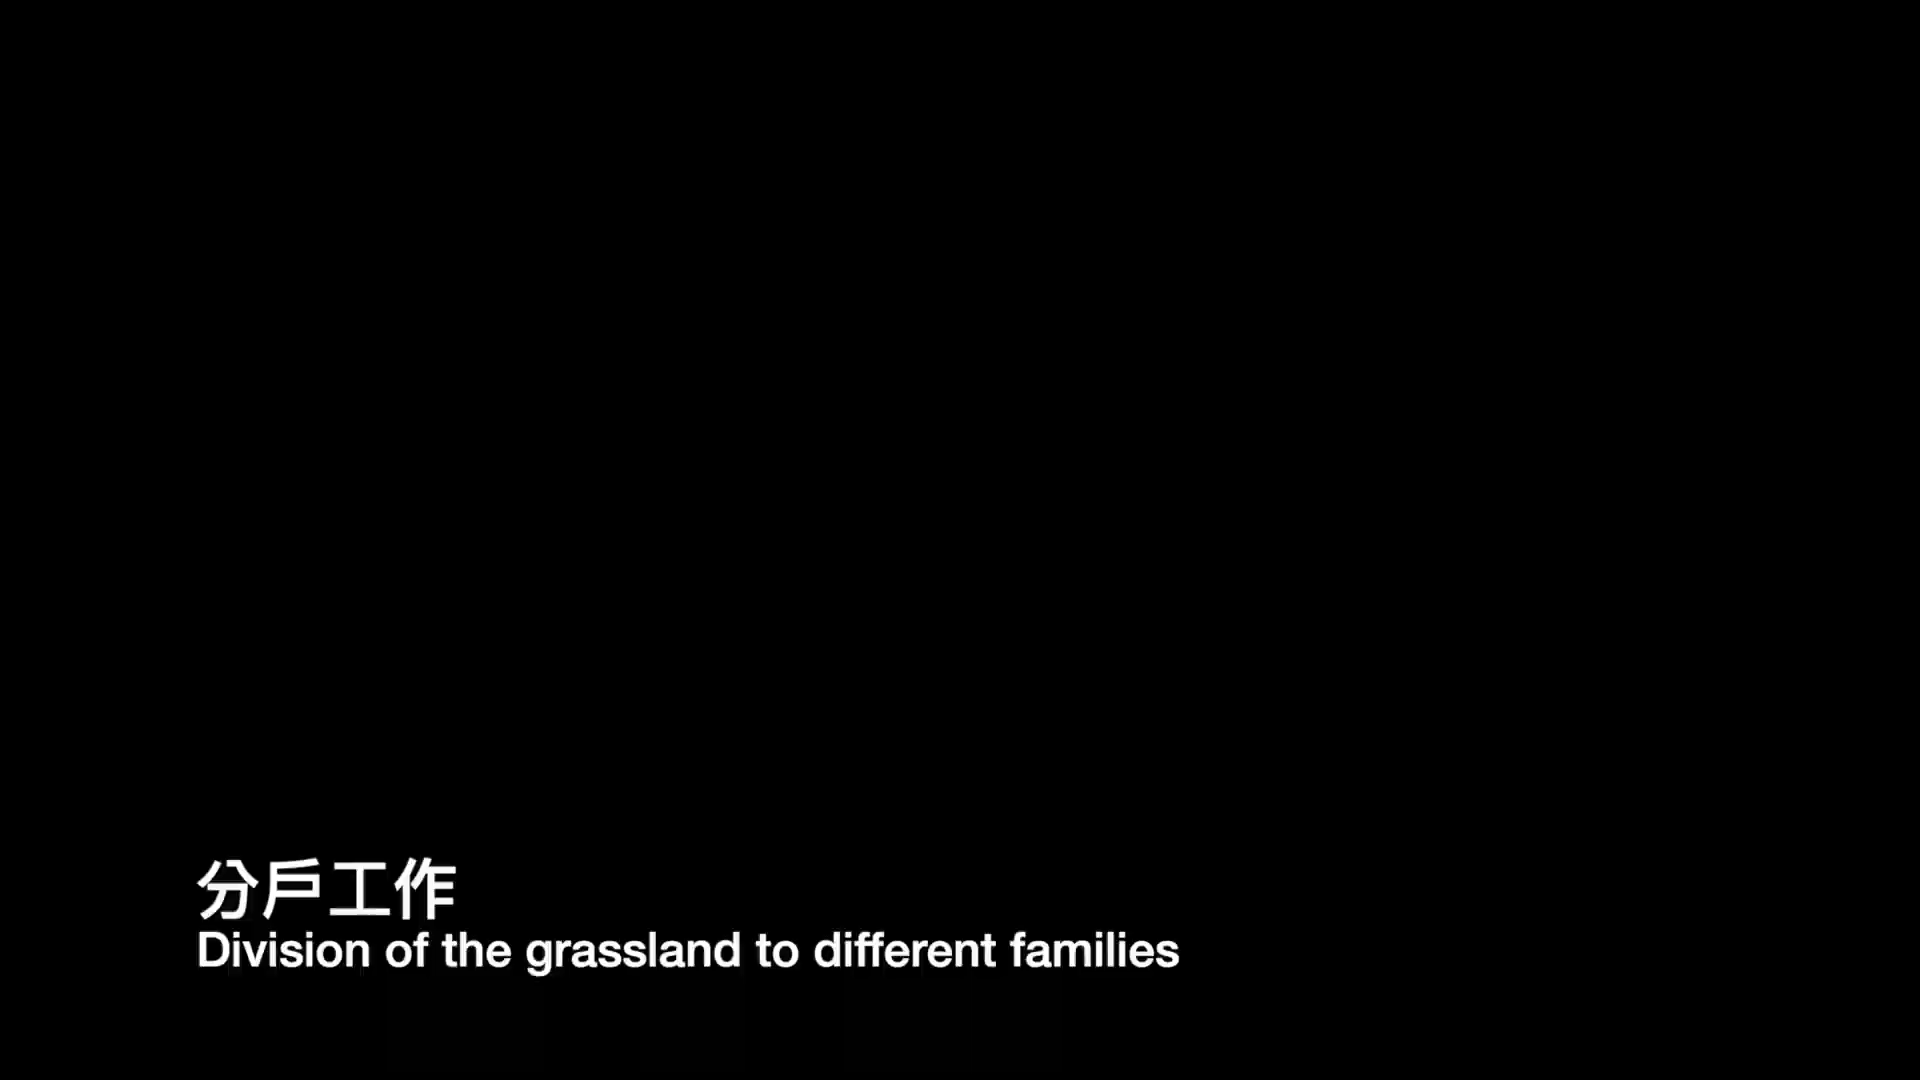 分戶工作
Division of the grassland to different families